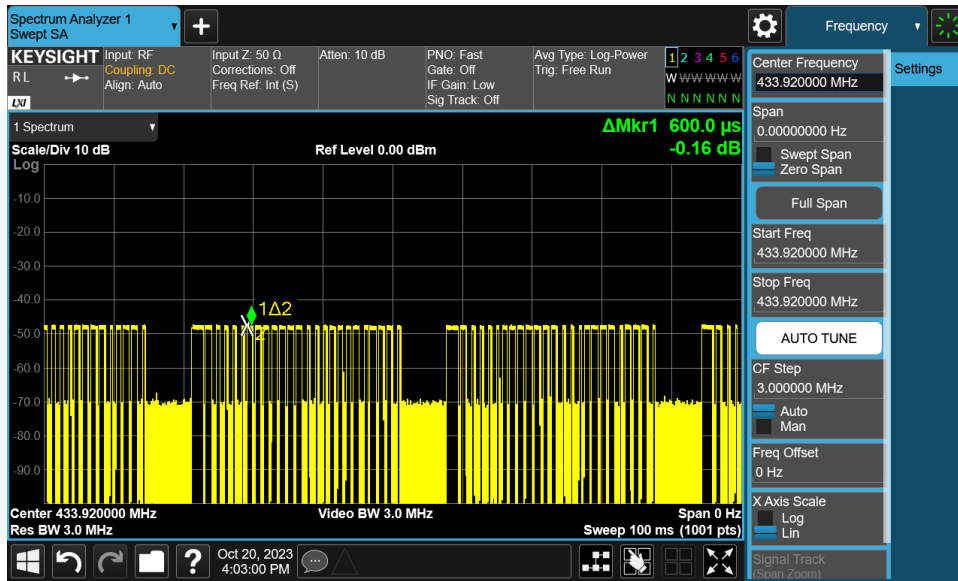 Spectrum Analyzer 1
Swept SA
+
Frequency
KEYSIGHT
Input: RF
Input Z: 50 Ω
Atten: 10 dB
PNO: Fast
Avg Type: Log-Power
1 2 3 4 5 6
R L
Coupling: DC
Corrections: Off
Gate: Off
Trig: Free Run
Align: Auto
Freq Ref: Int (S)
IF Gain: Low
W W W W W W
LXI
Sig Track: Off
N N N N N N
1 Spectrum
ΔMkr1 600.0 µs
Scale/Div 10 dB
Ref Level 0.00 dBm
-0.16 dB
Log
-10.0
-20.0
-30.0
-40.0
1Δ2
2
-50.0
-60.0
-70.0
-80.0
-90.0
Center 433.920000 MHz
Video BW 3.0 MHz
Span 0 Hz
Res BW 3.0 MHz
Sweep 100 ms (1001 pts)
Center Frequency
433.920000 MHz
Settings
Span
0.00000000 Hz
Swept Span
Zero Span
Full Span
Start Freq
433.920000 MHz
Stop Freq
433.920000 MHz
AUTO TUNE
CF Step
3.000000 MHz
Auto
Man
Freq Offset
0 Hz
X Axis Scale
Log
Lin
Signal Track
(Span Zoom)
?
Oct 20, 2023
4:03:00 PM